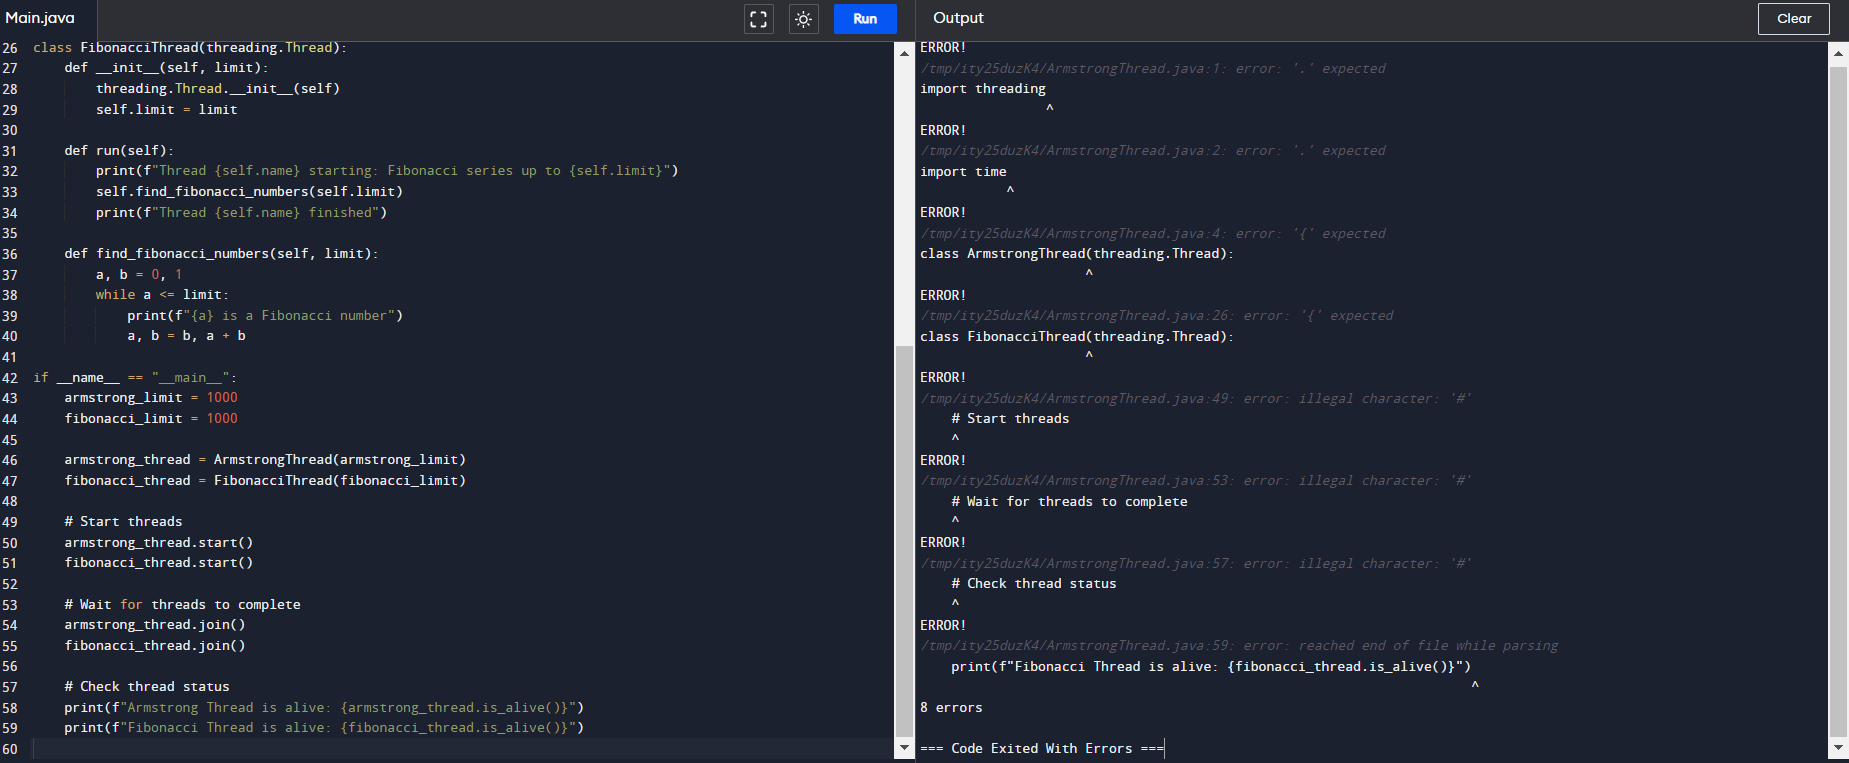 Main.java
Run
26 class FibonacciThread(threading.Thread):
27 def __init__(self, limit):
28 threading.Thread.__init__(self)
29 self.limit = limit
30
31 def run(self):
32 print(f"Thread {self.name} starting: Fibonacci series up to {self.limit}")
33 self.find_fibonacci_numbers(self.limit)
34 print(f"Thread {self.name} finished")
35
36 def find_fibonacci_numbers(self, limit):
37 a, b = 0, 1
38 while a <= limit:
39 print(f"{a} is a Fibonacci number")
40 a, b = b, a + b
41
42 if __name__ == "__main__":
43 armstrong_limit = 1000
44 fibonacci_limit = 1000
45
46 armstrong_thread = ArmstrongThread(armstrong_limit)
47 fibonacci_thread = FibonacciThread(fibonacci_limit)
48
49 # Start threads
50 armstrong_thread.start()
51 fibonacci_thread.start()
52
53 # Wait for threads to complete
54 armstrong_thread.join()
55 fibonacci_thread.join()
56
57 # Check thread status
58 print(f"Armstrong Thread is alive: {armstrong_thread.is_alive()}")
59 print(f"Fibonacci Thread is alive: {fibonacci_thread.is_alive()}")
60
Output
Clear
ERROR!
/tmp/ity25duzK4/ArmstrongThread.java:1: error: '.' expected
import threading
^
ERROR!
/tmp/ity25duzK4/ArmstrongThread.java:2: error: '.' expected
import time
^
ERROR!
/tmp/ity25duzK4/ArmstrongThread.java:4: error: '{' expected
class ArmstrongThread(threading.Thread):
^
ERROR!
/tmp/ity25duzK4/ArmstrongThread.java:26: error: '{' expected
class FibonacciThread(threading.Thread):
^
ERROR!
/tmp/ity25duzK4/ArmstrongThread.java:49: error: illegal character: '#'
# Start threads
^
ERROR!
/tmp/ity25duzK4/ArmstrongThread.java:53: error: illegal character: '#'
# Wait for threads to complete
^
ERROR!
/tmp/ity25duzK4/ArmstrongThread.java:57: error: illegal character: '#'
# Check thread status
^
ERROR!
/tmp/ity25duzK4/ArmstrongThread.java:59: error: reached end of file while parsing
print(f"Fibonacci Thread is alive: {fibonacci_thread.is_alive()}")
^
8 errors
=== Code Exited With Errors ===